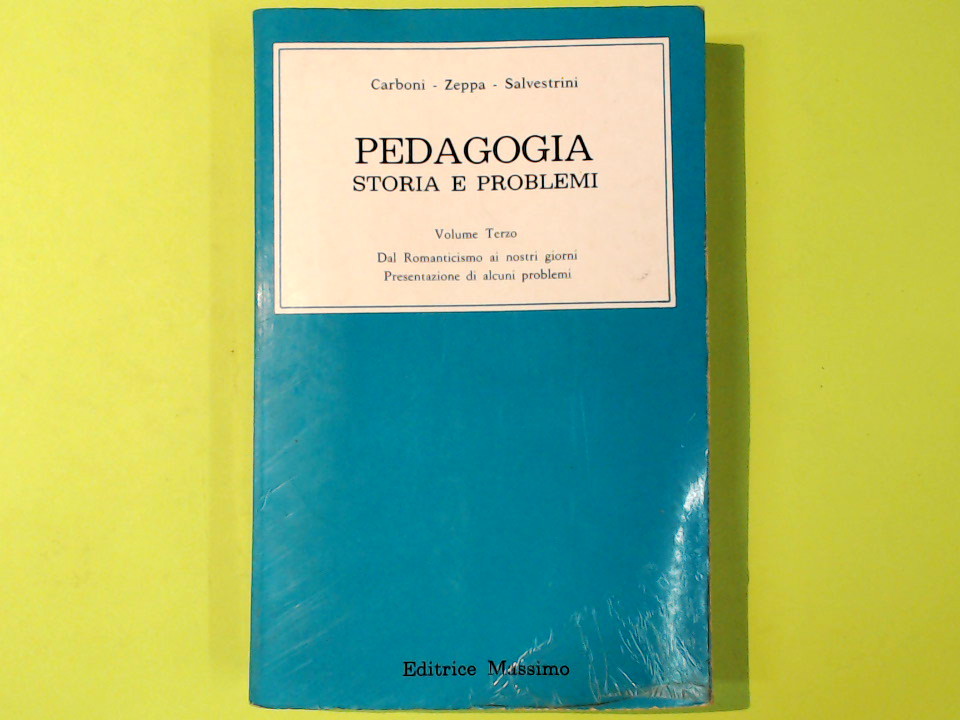 Carboni - Zeppa - Salvestrini
PEDAGOGIA
STORIA E PROBLEMI
Volume Terzo
Dal Romanticismo ai nostri giorni
Presentazione di alcuni problemi
Editrice Massimo